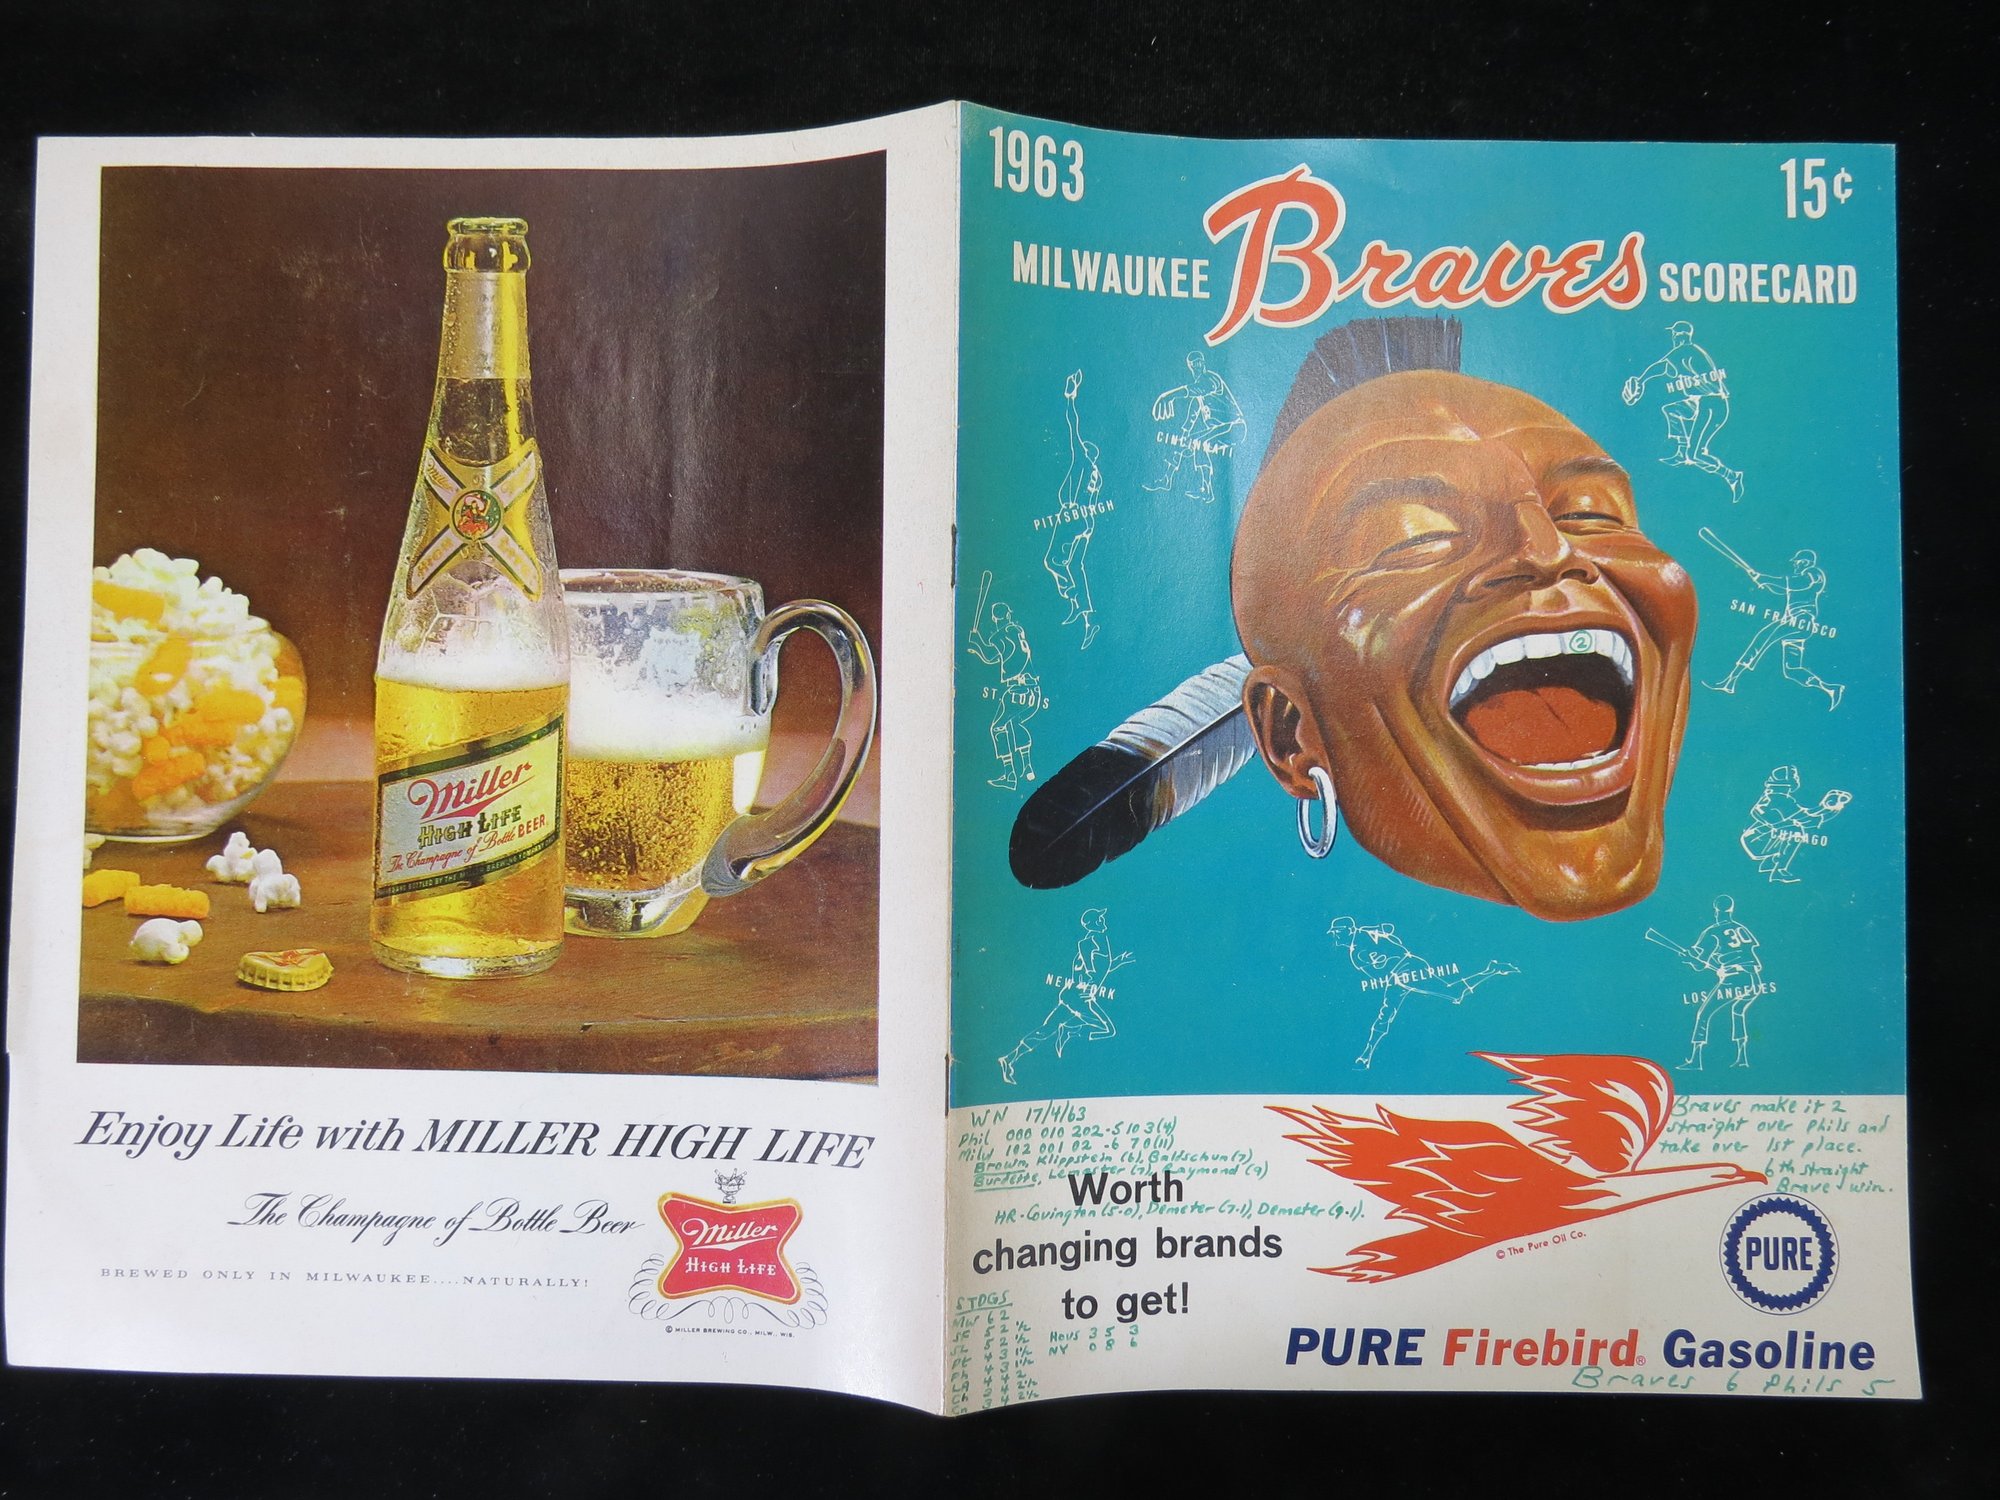 Miller
HIGH LIFE
The Champagne of Bottle BEER
Enjoy Life with MILLER HIGH LIFE
The Champagne of Bottle Beer
BREWED ONLY IN MILWAUKEE....NATURALLY!
Miller
HIGH LIFE
© MILLER BREWING CO., MILW., WIS.
1963
15¢
MILWAUKEE Braves SCORECARD
HOUSTON
CINCINNATI
PITTSBURGH
SAN FRANCISCO
2
ST. LOUIS
CHICAGO
30
NEW YORK
PHILADELPHIA
LOS ANGELES
WN 17/4/63
Phil 000 010 202-5 10 3(4)
Milw 102 001 02 -6 7 0(11)
Brown, Klippstein (6), Baldschun(7)
Burdette, Lemaster (7), Raymond (9)
HR-Covington (5-0), Demeter (7-1), Demeter (9-1).
Braves make it 2
straight over Phils and
take over 1st place.
6th straight
Brave win.
Worth
changing brands
to get!
© The Pure Oil Co.
PURE
STDGS
Hous 3 5 3
NY 0 8 6
PURE Firebird® Gasoline
Braves 6 Phils 5